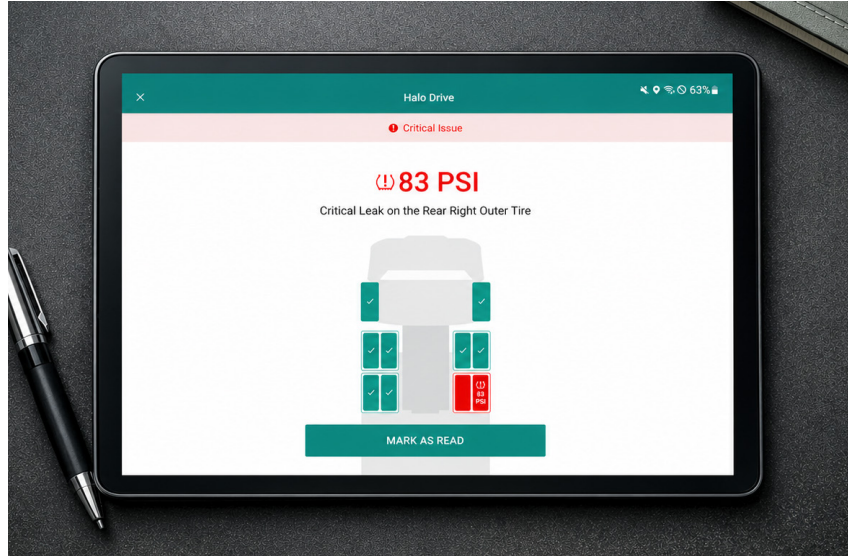 Halo Drive
63%
Critical Issue
83 PSI
Critical Leak on the Rear Right Outer Tire
83
PSI
MARK AS READ